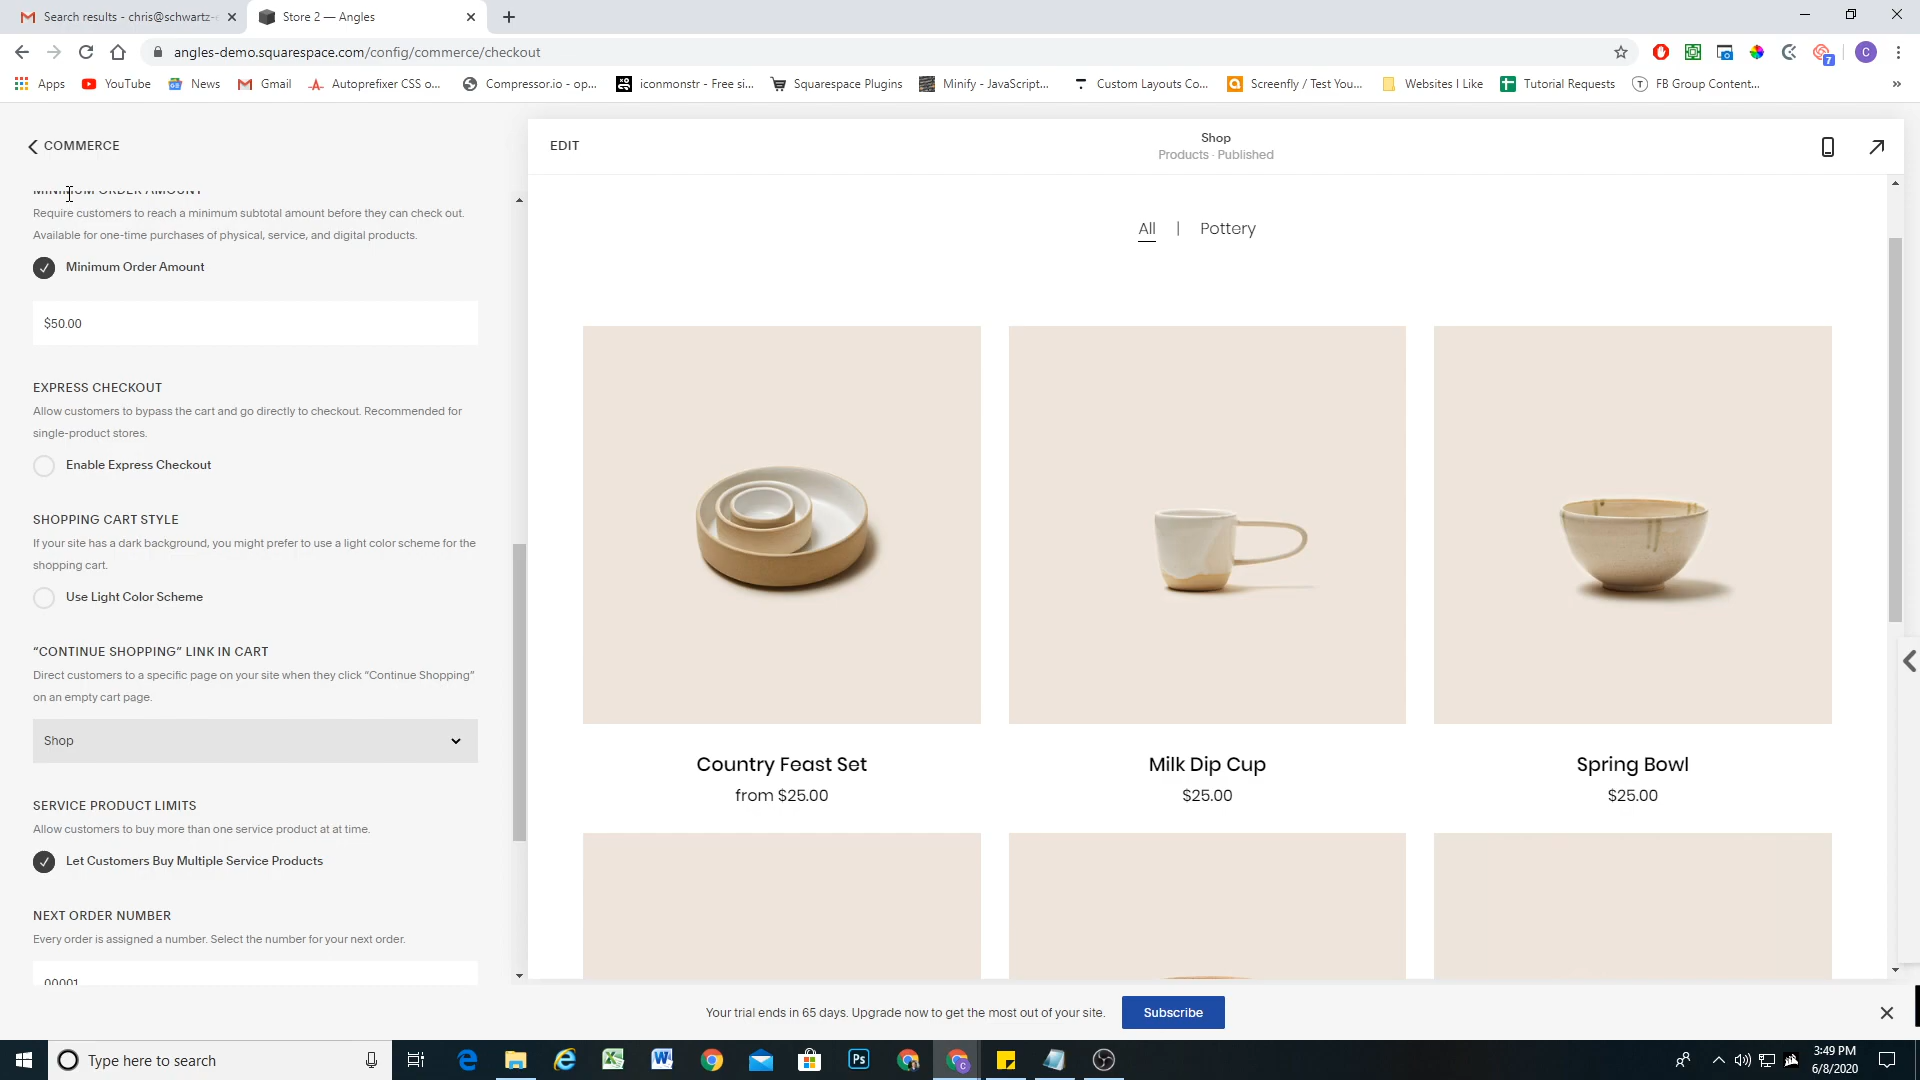 Search results - chris@schwartz-
Store 2 — Angles
angles-demo.squarespace.com/config/commerce/checkout
Apps
YouTube
News
Gmail
Autoprefixer CSS o...
Compressor.io - op...
iconmonstr - Free si...
Squarespace Plugins
Minify - JavaScript...
Custom Layouts Co...
Screenfly / Test You...
Websites I Like
Tutorial Requests
FB Group Content...
»
7
C
COMMERCE
MINIMUM ORDER AMOUNT
Require customers to reach a minimum subtotal amount before they can check out.
Available for one-time purchases of physical, service, and digital products.
Minimum Order Amount
$50.00
EXPRESS CHECKOUT
Allow customers to bypass the cart and go directly to checkout. Recommended for
single-product stores.
Enable Express Checkout
SHOPPING CART STYLE
If your site has a dark background, you might prefer to use a light color scheme for the
shopping cart.
Use Light Color Scheme
“CONTINUE SHOPPING” LINK IN CART
Direct customers to a specific page on your site when they click “Continue Shopping”
on an empty cart page.
Shop
SERVICE PRODUCT LIMITS
Allow customers to buy more than one service product at at time.
Let Customers Buy Multiple Service Products
NEXT ORDER NUMBER
Every order is assigned a number. Select the number for your next order.
00001
EDIT
Shop
Products · Published
All | Pottery
Country Feast Set
from $25.00
Milk Dip Cup
$25.00
Spring Bowl
$25.00
Your trial ends in 65 days. Upgrade now to get the most out of your site.
Subscribe
Type here to search
Ps
3:49 PM
6/8/2020